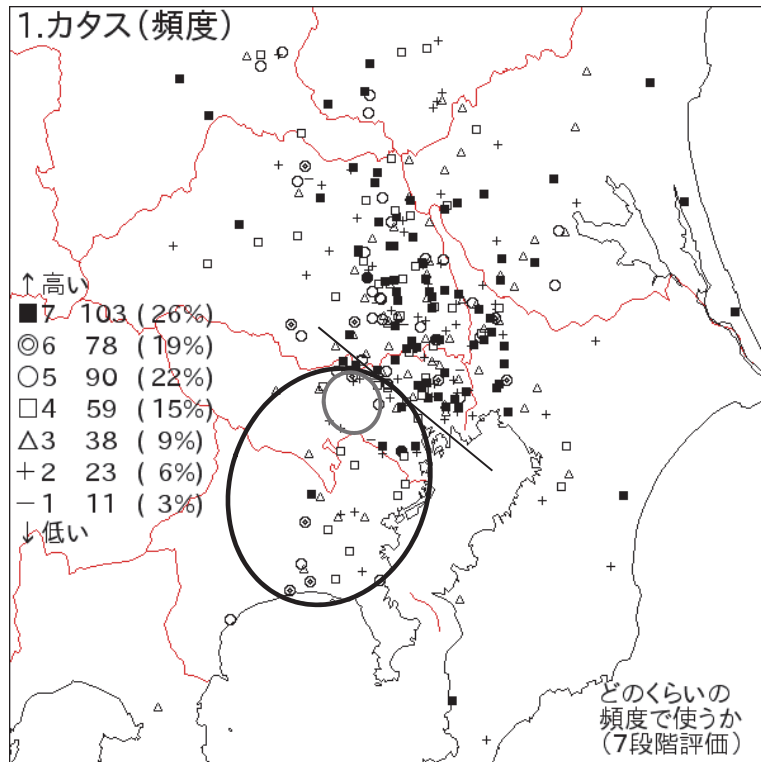 1.カタス(頻度)
↑高い
■7 103 (26%)
◎6 78 (19%)
○5 90 (22%)
□4 59 (15%)
△3 38 ( 9%)
＋2 23 ( 6%)
－1 11 ( 3%)
↓低い
どのくらいの
頻度で使うか
(7段階評価)